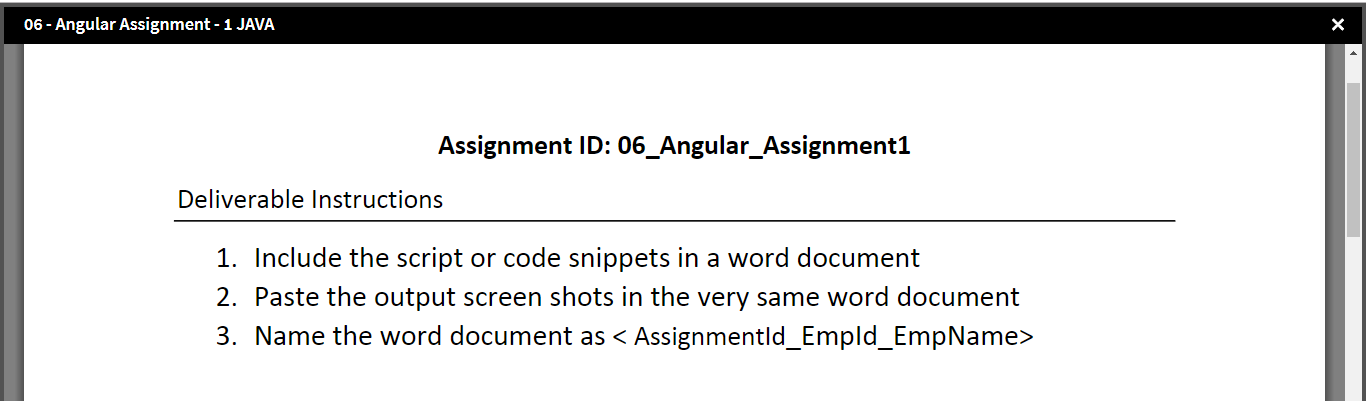 06 - Angular Assignment - 1 JAVA
Assignment ID: 06_Angular_Assignment1
Deliverable Instructions
1. Include the script or code snippets in a word document
2. Paste the output screen shots in the very same word document
3. Name the word document as < AssignmentId_EmpId_EmpName>